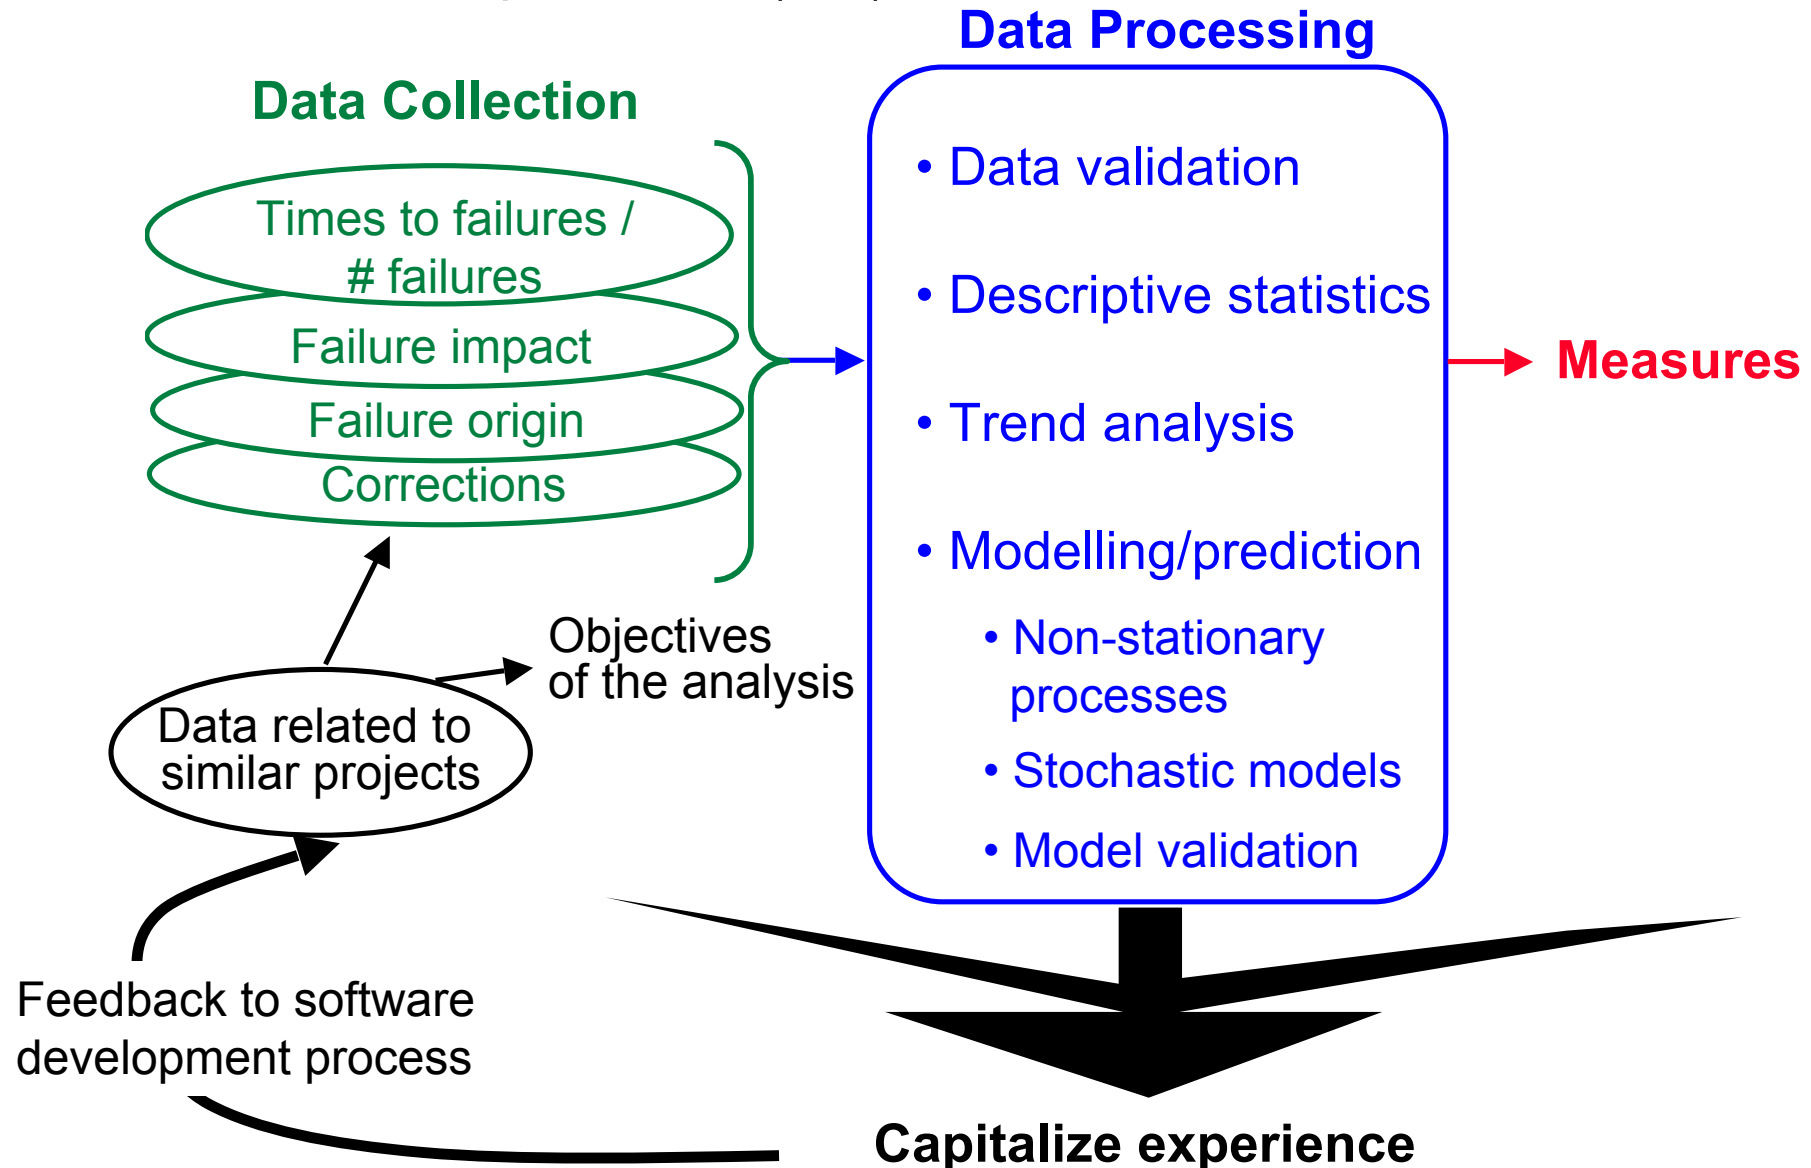 Data Processing
Data Collection
Times to failures /
# failures
Failure impact
Failure origin
Corrections
• Data validation
• Descriptive statistics
• Trend analysis
• Modelling/prediction
• Non-stationary
processes
• Stochastic models
• Model validation
Measures
Objectives
of the analysis
Data related to
similar projects
Feedback to software
development process
Capitalize experience